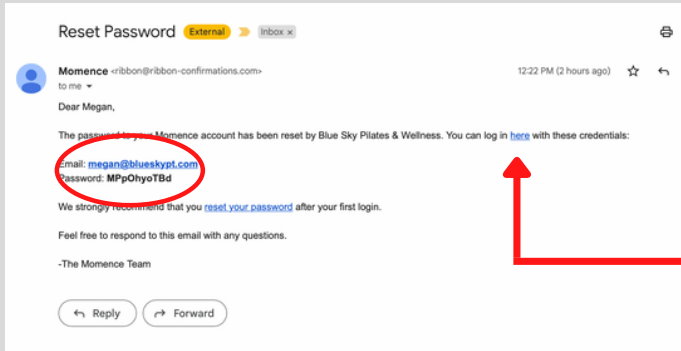 Reset Password External Inbox x
Momence <ribbon@ribbon-confirmations.com> 12:22 PM (2 hours ago)
to me
Dear Megan,
The password to your Momence account has been reset by Blue Sky Pilates & Wellness. You can log in here with these credentials:
Email: megan@blueskypt.com
Password: MPpOhyoTBd
We strongly recommend that you reset your password after your first login.
Feel free to respond to this email with any questions.
-The Momence Team
Reply Forward